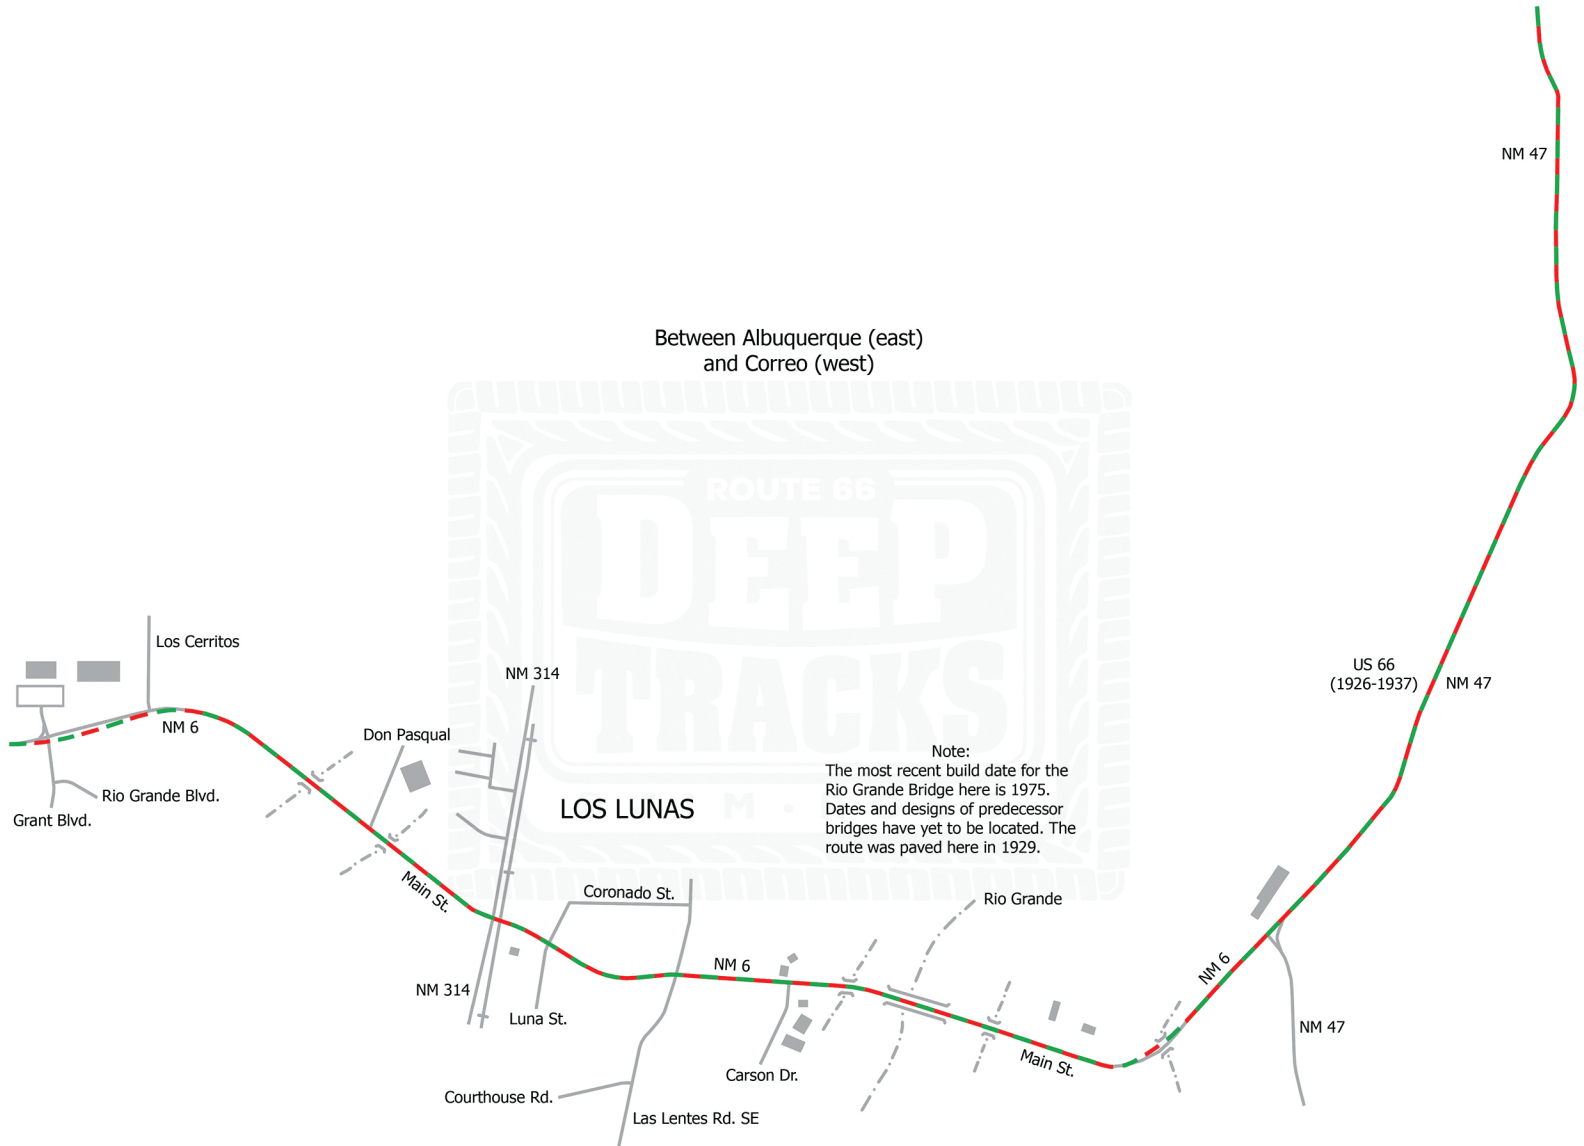 NM 47
Between Albuquerque (east)
and Correo (west)
ROUTE 66
DEEP
TRACKS
Los Cerritos
NM 314
US 66
(1926-1937)
NM 47
NM 6
Don Pasqual
Note:
The most recent build date for the
Rio Grande Bridge here is 1975.
Dates and designs of predecessor
bridges have yet to be located. The
route was paved here in 1929.
Rio Grande Blvd.
Grant Blvd.
LOS LUNAS
Main St.
Coronado St.
Rio Grande
NM 6
NM 6
NM 314
Luna St.
NM 47
Main St.
Carson Dr.
Courthouse Rd.
Las Lentes Rd. SE